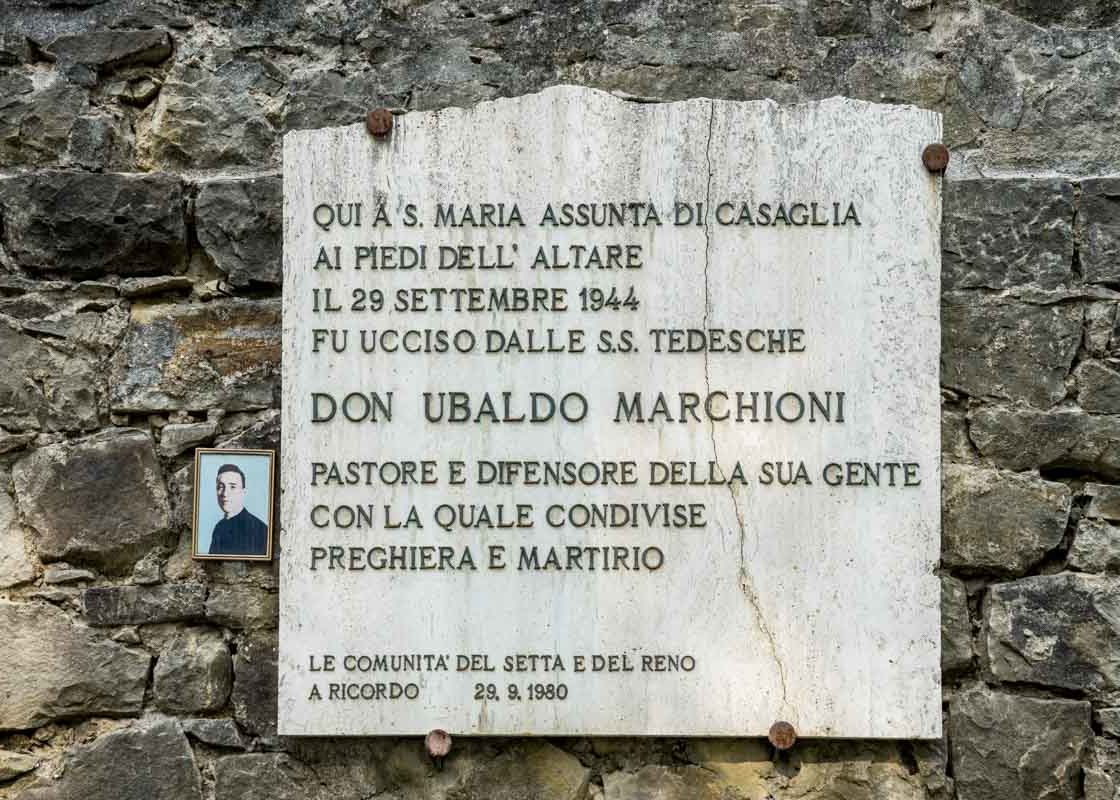 QUI A S. MARIA ASSUNTA DI CASAGLIA
AI PIEDI DELL' ALTARE
IL 29 SETTEMBRE 1944
FU UCCISO DALLE S.S. TEDESCHE
DON UBALDO MARCHIONI
PASTORE E DIFENSORE DELLA SUA GENTE
CON LA QUALE CONDIVISE
PREGHIERA E MARTIRIO
LE COMUNITA' DEL SETTA E DEL RENO
A RICORDO 29. 9. 1980